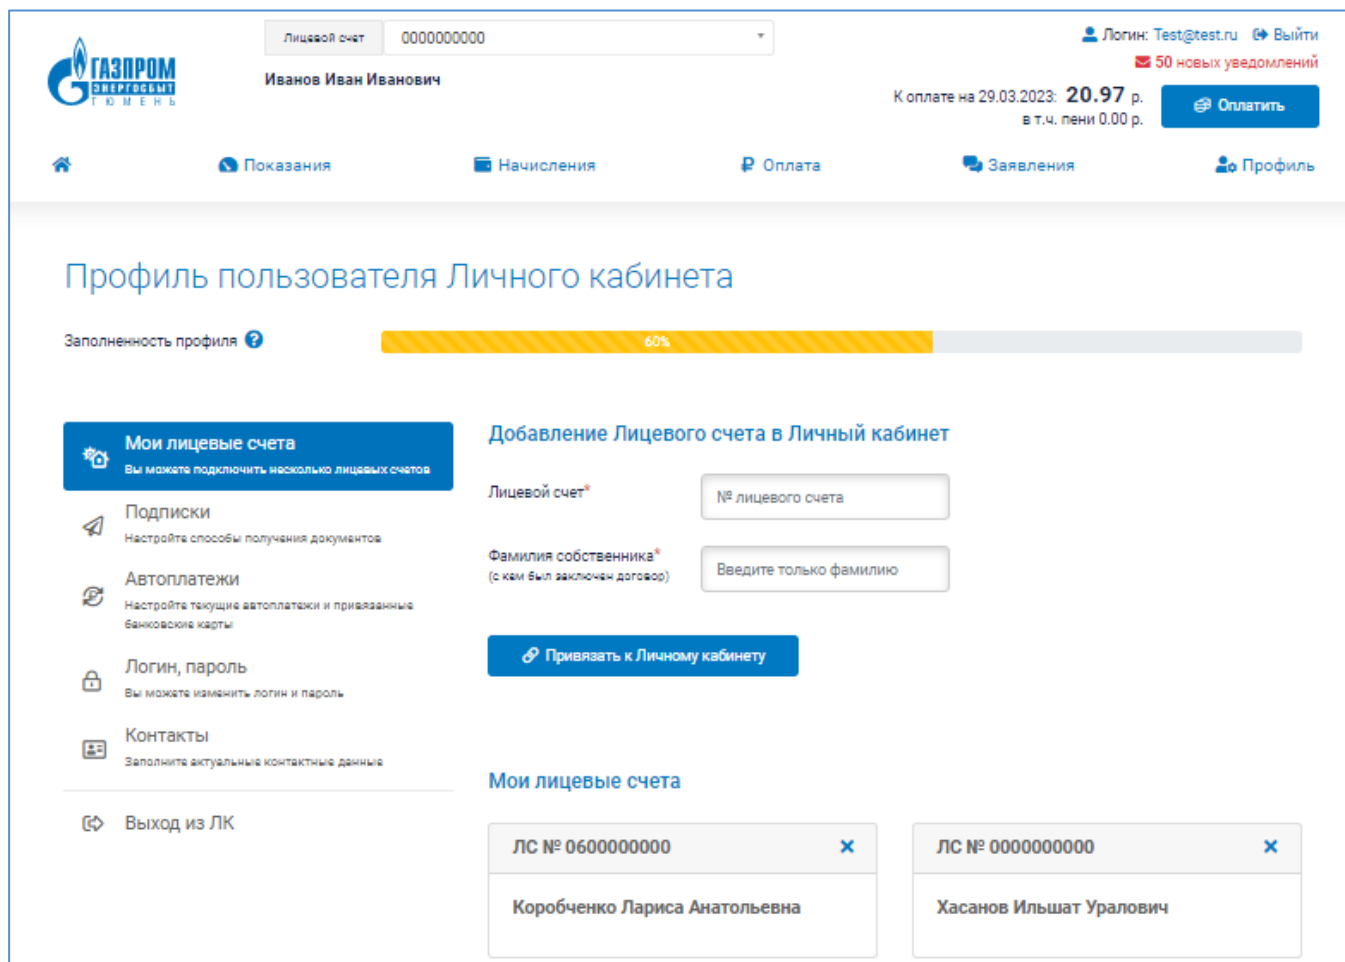 ГАЗПРОМ
ЭНЕРГОСБЫТ
ТЮМЕНЬ
Лицевой счет
0000000000
Иванов Иван Иванович
Логин: Test@test.ru Выйти
50 новых уведомлений
К оплате на 29.03.2023: 20.97 р.
в т.ч. пени 0.00 р.
Оплатить
Показания
Начисления
Оплата
Заявления
Профиль
Профиль пользователя Личного кабинета
Заполненность профиля
60%
Мои лицевые счета
Вы можете подключить несколько лицевых счетов
Подписки
Настройте способы получения документов
Автоплатежи
Настройте текущие автоплатежи и привязанные
банковские карты
Логин, пароль
Вы можете изменить логин и пароль
Контакты
Заполните актуальные контактные данные
Выход из ЛК
Добавление Лицевого счета в Личный кабинет
Лицевой счет*
№ лицевого счета
Фамилия собственника*
(с кем был заключен договор)
Введите только фамилию
Привязать к Личному кабинету
Мои лицевые счета
ЛС № 0600000000
Коробченко Лариса Анатольевна
ЛС № 0000000000
Хасанов Ильшат Уралович